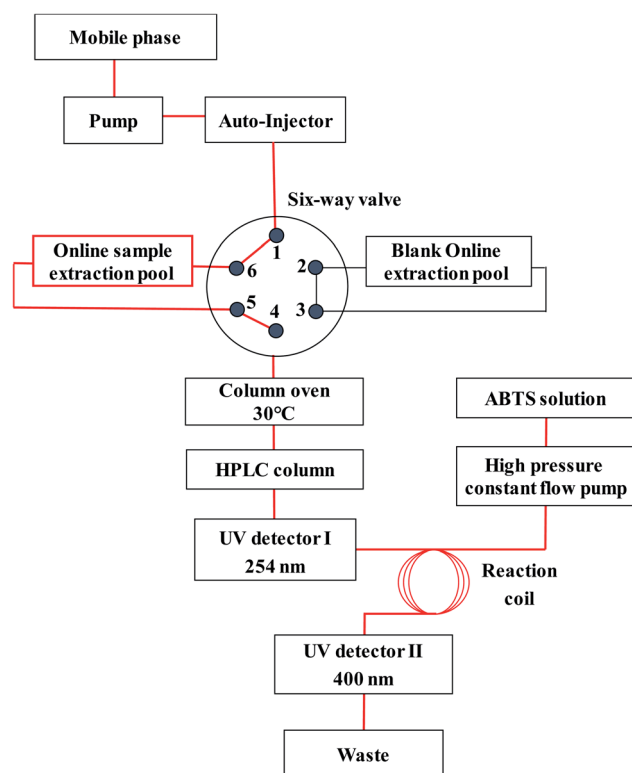 Mobile phase
Pump
Auto-Injector
Six-way valve
Online sample
extraction pool
1
6
5
4
2
3
Blank Online
extraction pool
Column oven
30°C
HPLC column
UV detector I
254 nm
ABTS solution
High pressure
constant flow pump
Reaction
coil
UV detector II
400 nm
Waste